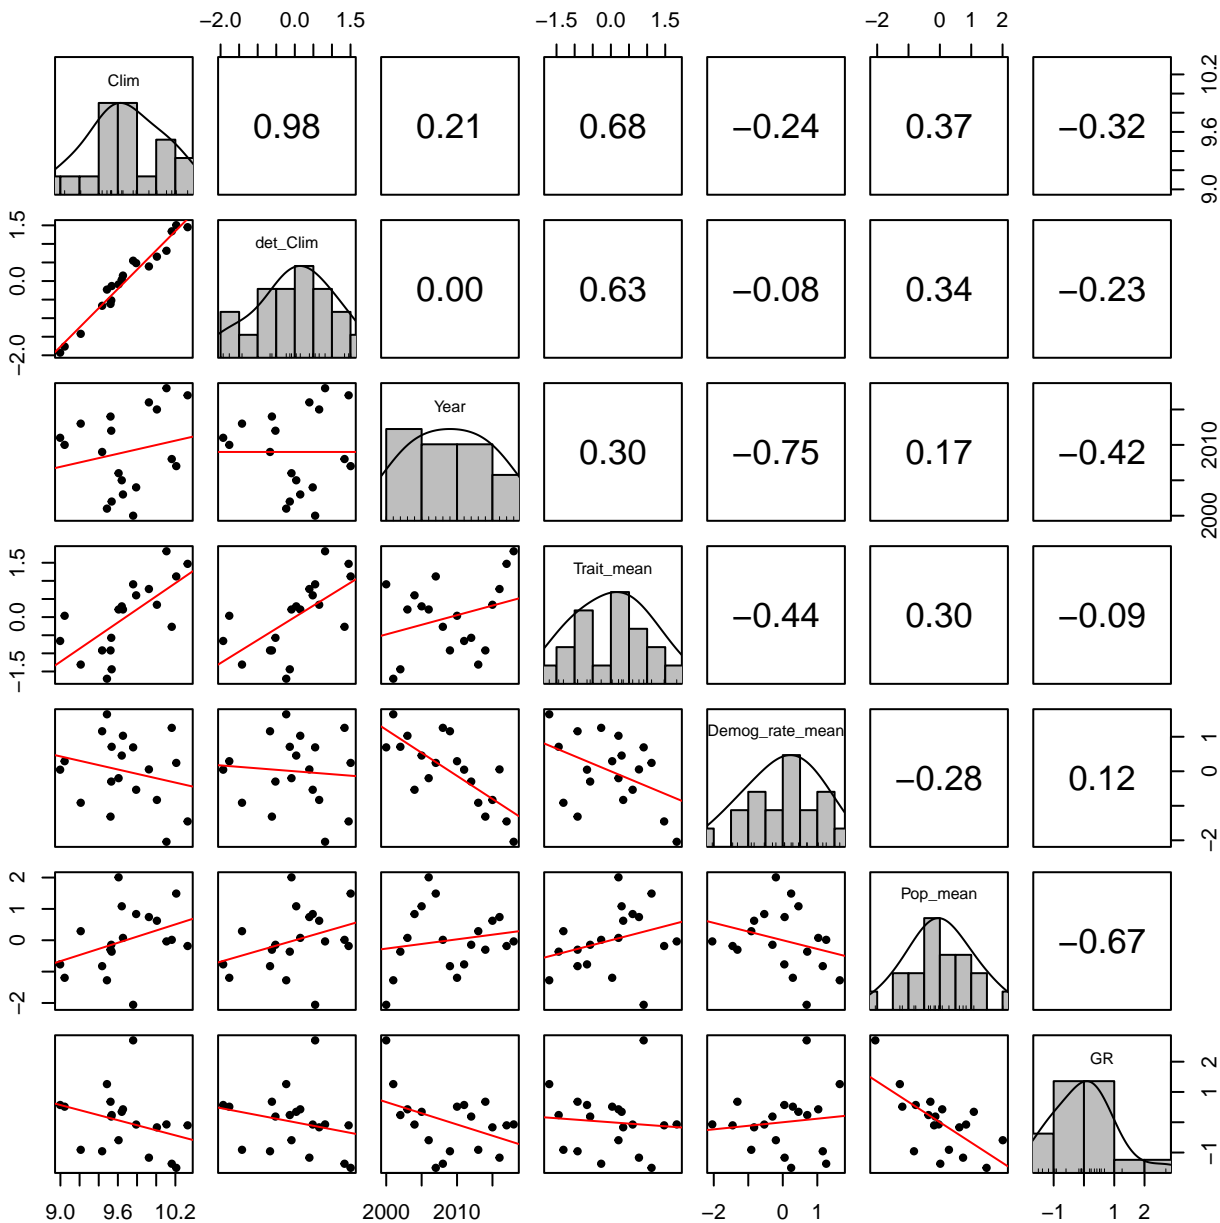 −2.0 0.0 1.5 −1.5 0.0 1.5 −2 0 2
Clim 0.98 0.21 0.68 −0.24 0.37 −0.32 9.0 9.6 10.2
−2.0 0.0 1.5 det_Clim 0.00 0.63 −0.08 0.34 −0.23
Year 0.30 −0.75 0.17 −0.42 2000 2010
−1.5 0.0 1.5 Trait_mean −0.44 0.30 −0.09
Demog_rate_mean −0.28 0.12 −2 0 1
−2 0 1 2 Pop_mean −0.67
GR −1 1 2
9.0 9.6 10.2 2000 2010 −2 0 1 −1 1 2